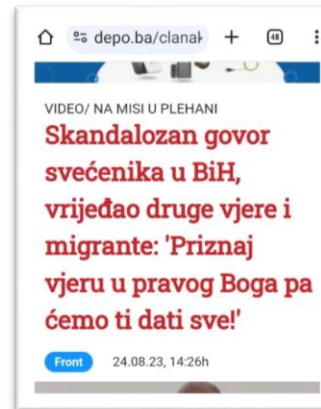 depo.ba/clanak
48
VIDEO/ NA MISI U PLEHANI
Skandalozan govor
svećenika u BiH,
vrijeđao druge vjere i
migrante: 'Priznaj
vjeru u pravog Boga pa
ćemo ti dati sve!'
Front 24.08.23, 14:26h